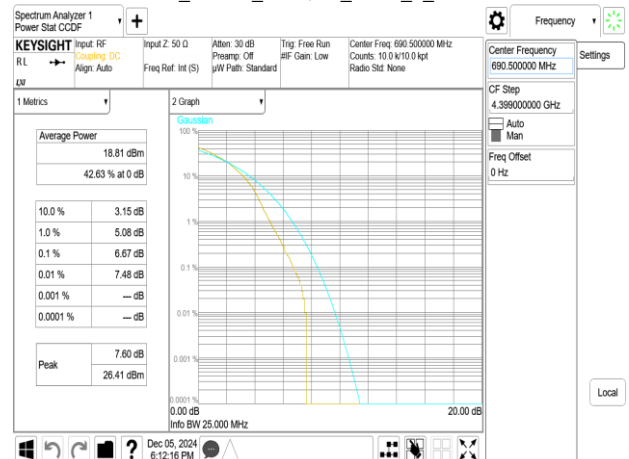 Spectrum Analyzer 1
Power Stat CCDF
Frequency
KEYSIGHT
RL
LXI
Input: RF
Coupling: DC
Align: Auto
Input Z: 50 Ω
Freq Ref: Int (S)
Atten: 30 dB
Preamp: Off
µW Path: Standard
Trig: Free Run
#IF Gain: Low
Center Freq: 690.500000 MHz
Counts: 10.0 k/10.0 kpt
Radio Std: None
Center Frequency
690.500000 MHz
Settings
CF Step
4.399000000 GHz
Auto
Man
Freq Offset
0 Hz
1 Metrics
Average Power
18.81 dBm
42.63 % at 0 dB
10.0 % 3.15 dB
1.0 % 5.08 dB
0.1 % 6.67 dB
0.01 % 7.48 dB
0.001 % --- dB
0.0001 % --- dB
Peak
7.60 dB
26.41 dBm
2 Graph
Gaussian
100 %
10 %
1 %
0.1 %
0.01 %
0.001 %
0.0001 %
0.00 dB 20.00 dB
Info BW 25.000 MHz
Local
?
Dec 05, 2024
6:12:16 PM